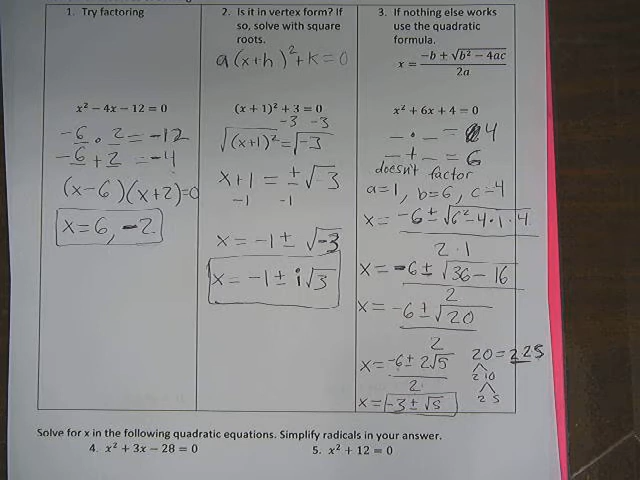 1. Try factoring
x² − 4x − 12 = 0
-6 · 2 = -12
-6 + 2 = -4
(x-6)(x+2)=0
x = 6, -2
2. Is it in vertex form? If
so, solve with square
roots.
a(x+h)²+k=0
(x + 1)² + 3 = 0
-3 -3
√(x+1)² = √-3
x+1 = ± √-3
-1 -1
x = -1 ± √-3
x = -1 ± i√3
3. If nothing else works
use the quadratic
formula.
x = (−b ± √b² − 4ac) / 2a
x² + 6x + 4 = 0
_ · _ = 4
_ + _ = 6
doesn't factor
a=1, b=6, c=4
x = (-6 ± √6²-4·1·4) / 2·1
x = (-6 ± √36-16) / 2
x = (-6 ± √20) / 2
x = (-6 ± 2√5) / 2
20 = 2 2 5
2 10
2 5
x = -3 ± √5
Solve for x in the following quadratic equations. Simplify radicals in your answer.
4. x² + 3x − 28 = 0 5. x² + 12 = 0